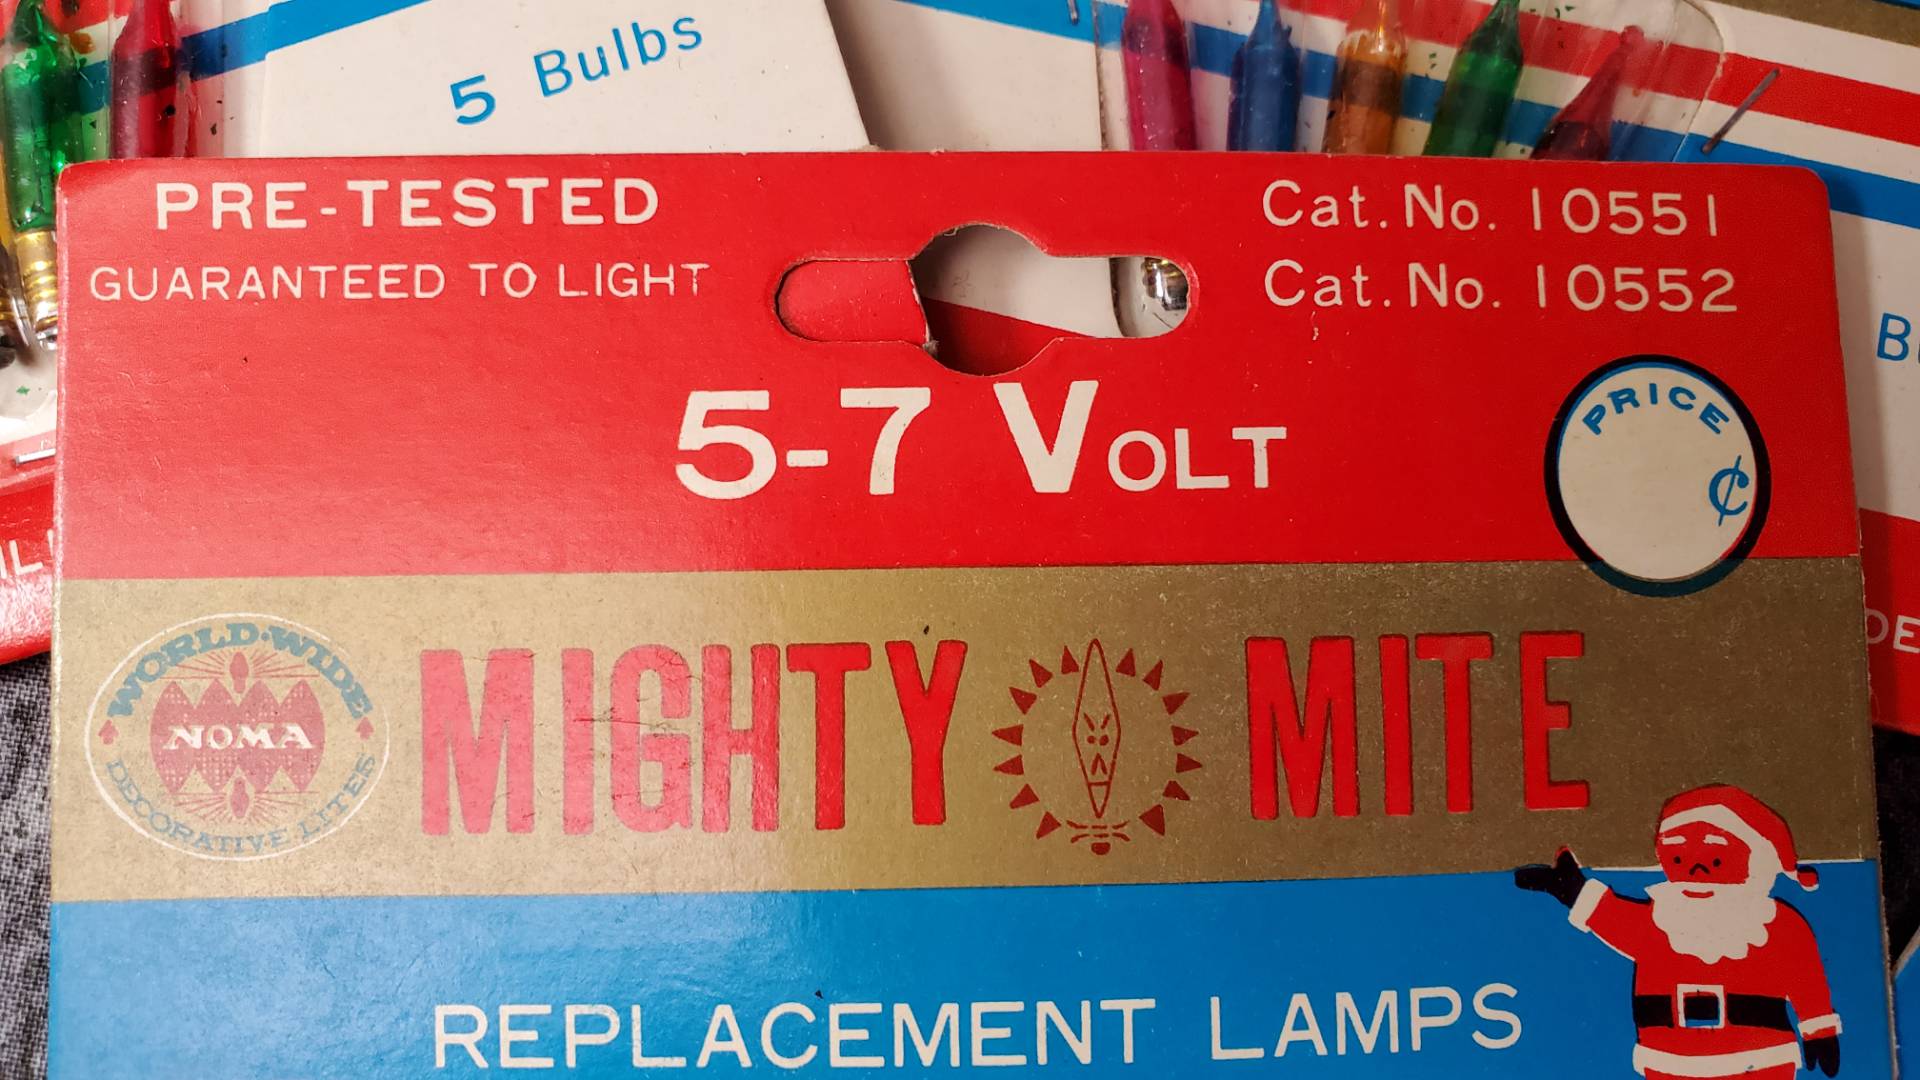 5 Bulbs
PRE-TESTED
GUARANTEED TO LIGHT
Cat. No. 10551
Cat. No. 10552
5-7 VOLT
PRICE
¢
WORLD·WIDE
NOMA
DECORATIVE LITES
MIGHTY MITE
REPLACEMENT LAMPS